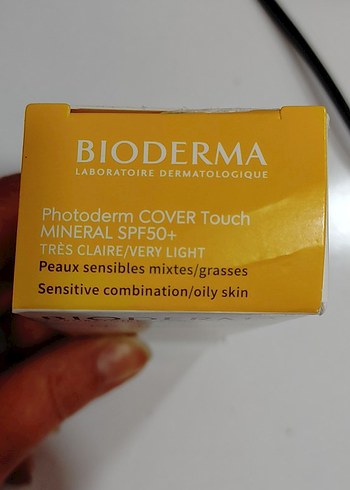 BIODERMA
LABORATOIRE DERMATOLOGIQUE
Photoderm COVER Touch
MINERAL SPF50+
TRÈS CLAIRE/VERY LIGHT
Peaux sensibles mixtes/grasses
Sensitive combination/oily skin